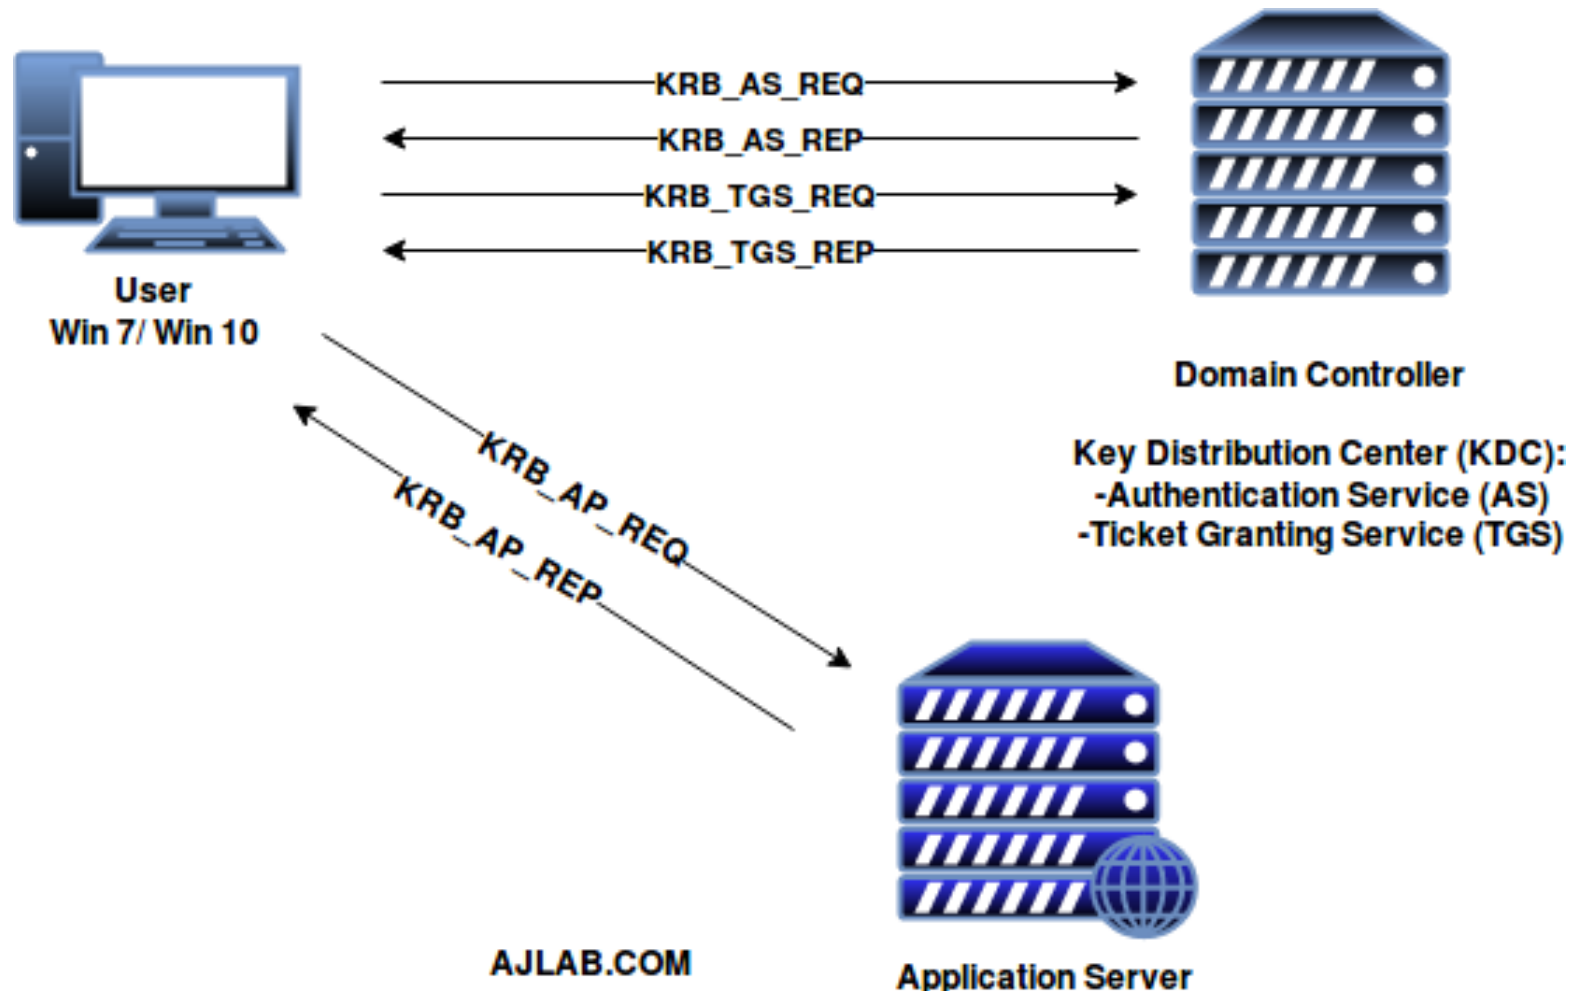 KRB_AS_REQ
KRB_AS_REP
KRB_TGS_REQ
KRB_TGS_REP
User
Win 7/ Win 10
Domain Controller
Key Distribution Center (KDC):
-Authentication Service (AS)
-Ticket Granting Service (TGS)
KRB_AP_REQ
KRB_AP_REP
AJLAB.COM
Application Server